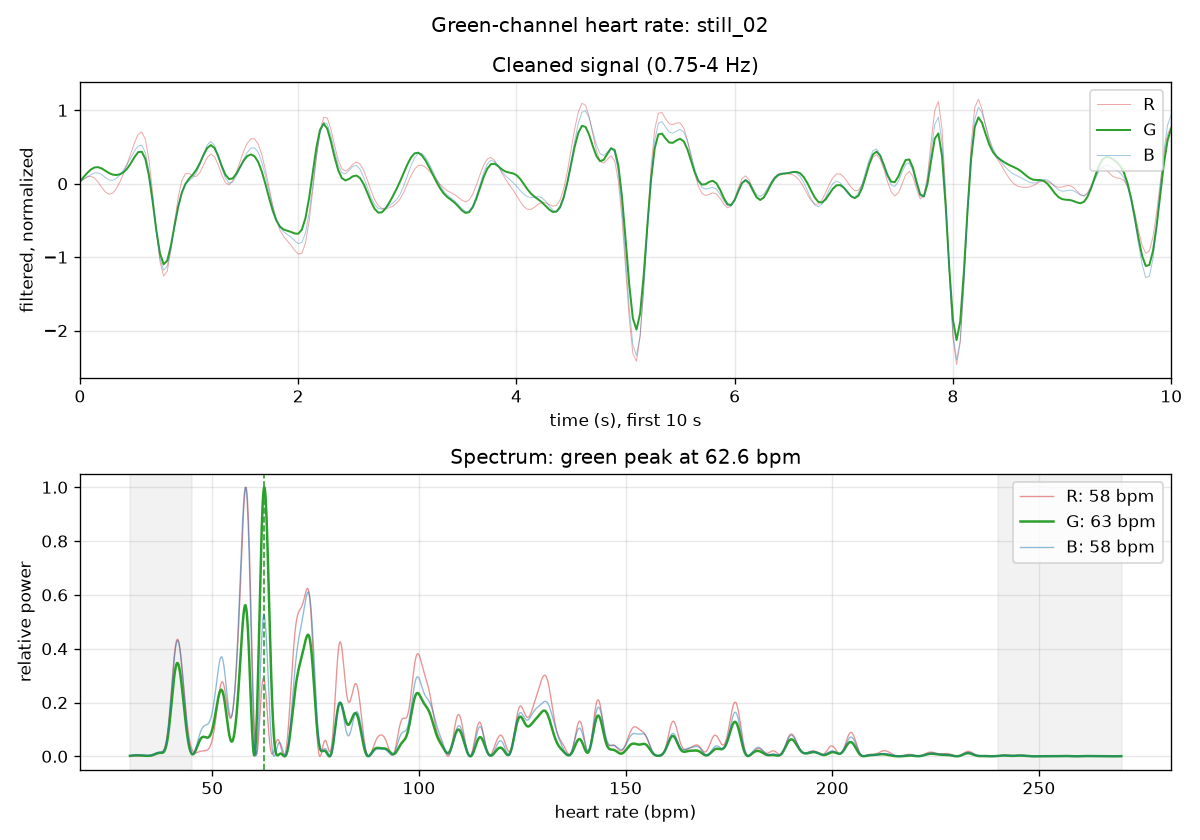 Green-channel heart rate: still_02
Cleaned signal (0.75-4 Hz)
filtered, normalized
1
0
−1
−2
R
G
B
0 2 4 6 8 10
time (s), first 10 s
Spectrum: green peak at 62.6 bpm
relative power
1.0
0.8
0.6
0.4
0.2
0.0
R: 58 bpm
G: 63 bpm
B: 58 bpm
50 100 150 200 250
heart rate (bpm)